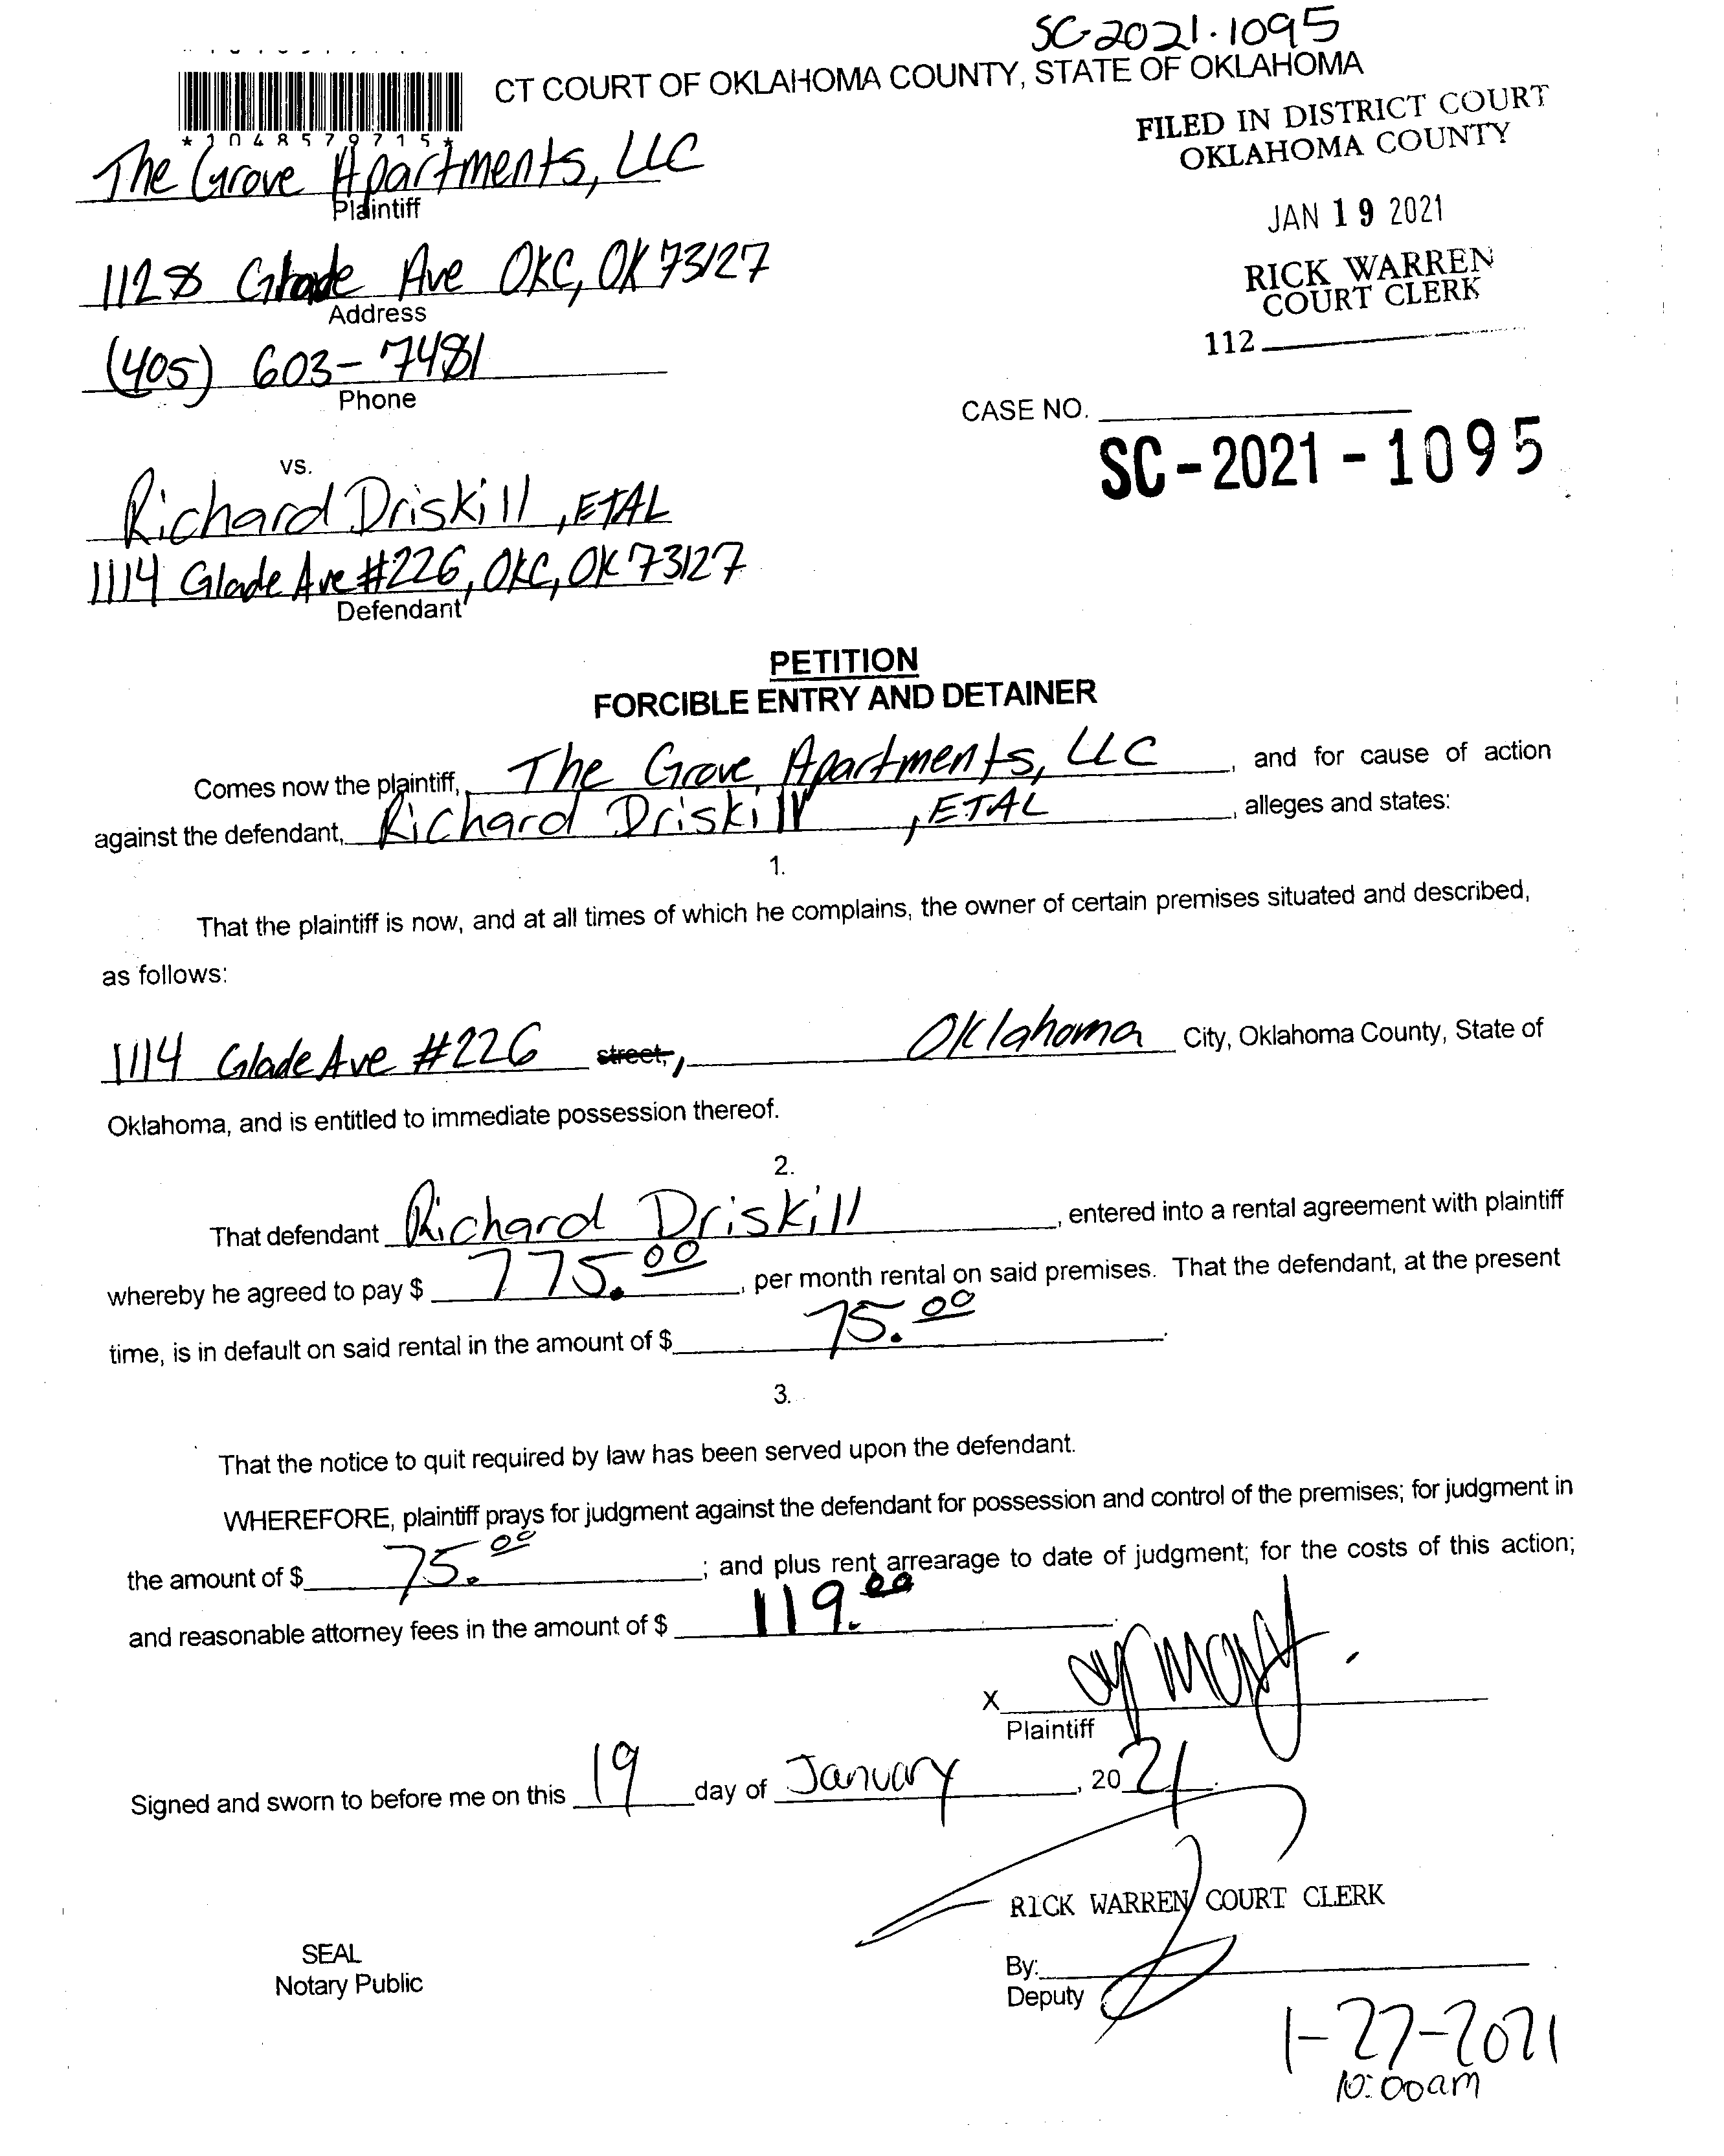 SC-2021-1095
CT COURT OF OKLAHOMA COUNTY, STATE OF OKLAHOMA
*1048579715*
FILED IN DISTRICT COURT
OKLAHOMA COUNTY
The Grove Apartments, LLC
Plaintiff
JAN 19 2021
1128 Glade Ave OKC, OK 73127
Address
RICK WARREN
COURT CLERK
(405) 603-7481
Phone
112
CASE NO.
SC-2021-1095
vs.
Richard Driskill, ETAL
1114 Glade Ave #226, OKC, OK 73127
Defendant
PETITION
FORCIBLE ENTRY AND DETAINER
Comes now the plaintiff, The Grove Apartments, LLC, and for cause of action
against the defendant, Richard Driskill, ETAL, alleges and states:
1.
That the plaintiff is now, and at all times of which he complains, the owner of certain premises situated and described,
as follows:
1114 Glade Ave #226 street,, Oklahoma City, Oklahoma County, State of
Oklahoma, and is entitled to immediate possession thereof.
2.
That defendant Richard Driskill, entered into a rental agreement with plaintiff
whereby he agreed to pay $ 775.00, per month rental on said premises. That the defendant, at the present
time, is in default on said rental in the amount of $ 75.00.
3.
That the notice to quit required by law has been served upon the defendant.
WHEREFORE, plaintiff prays for judgment against the defendant for possession and control of the premises; for judgment in
the amount of $ 75.00; and plus rent arrearage to date of judgment; for the costs of this action;
and reasonable attorney fees in the amount of $ 119.00
X
Plaintiff
Signed and sworn to before me on this 19 day of January, 2021.
RICK WARREN COURT CLERK
SEAL
Notary Public
By:
Deputy
1-27-2021
10:00am